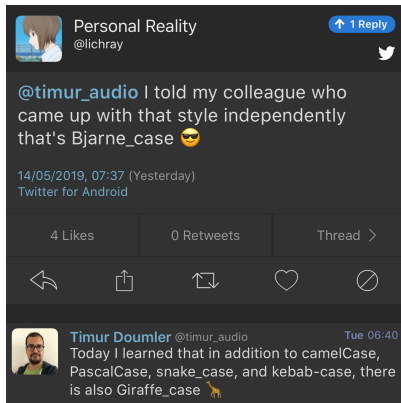 Personal Reality
1 Reply
@lichray
@timur_audio I told my colleague who
came up with that style independently
that's Bjarne_case 😎
14/05/2019, 07:37 (Yesterday)
Twitter for Android
4 Likes
0 Retweets
Thread
Timur Doumler @timur_audio
Tue 06:40
Today I learned that in addition to camelCase,
PascalCase, snake_case, and kebab-case, there
is also Giraffe_case 🦒